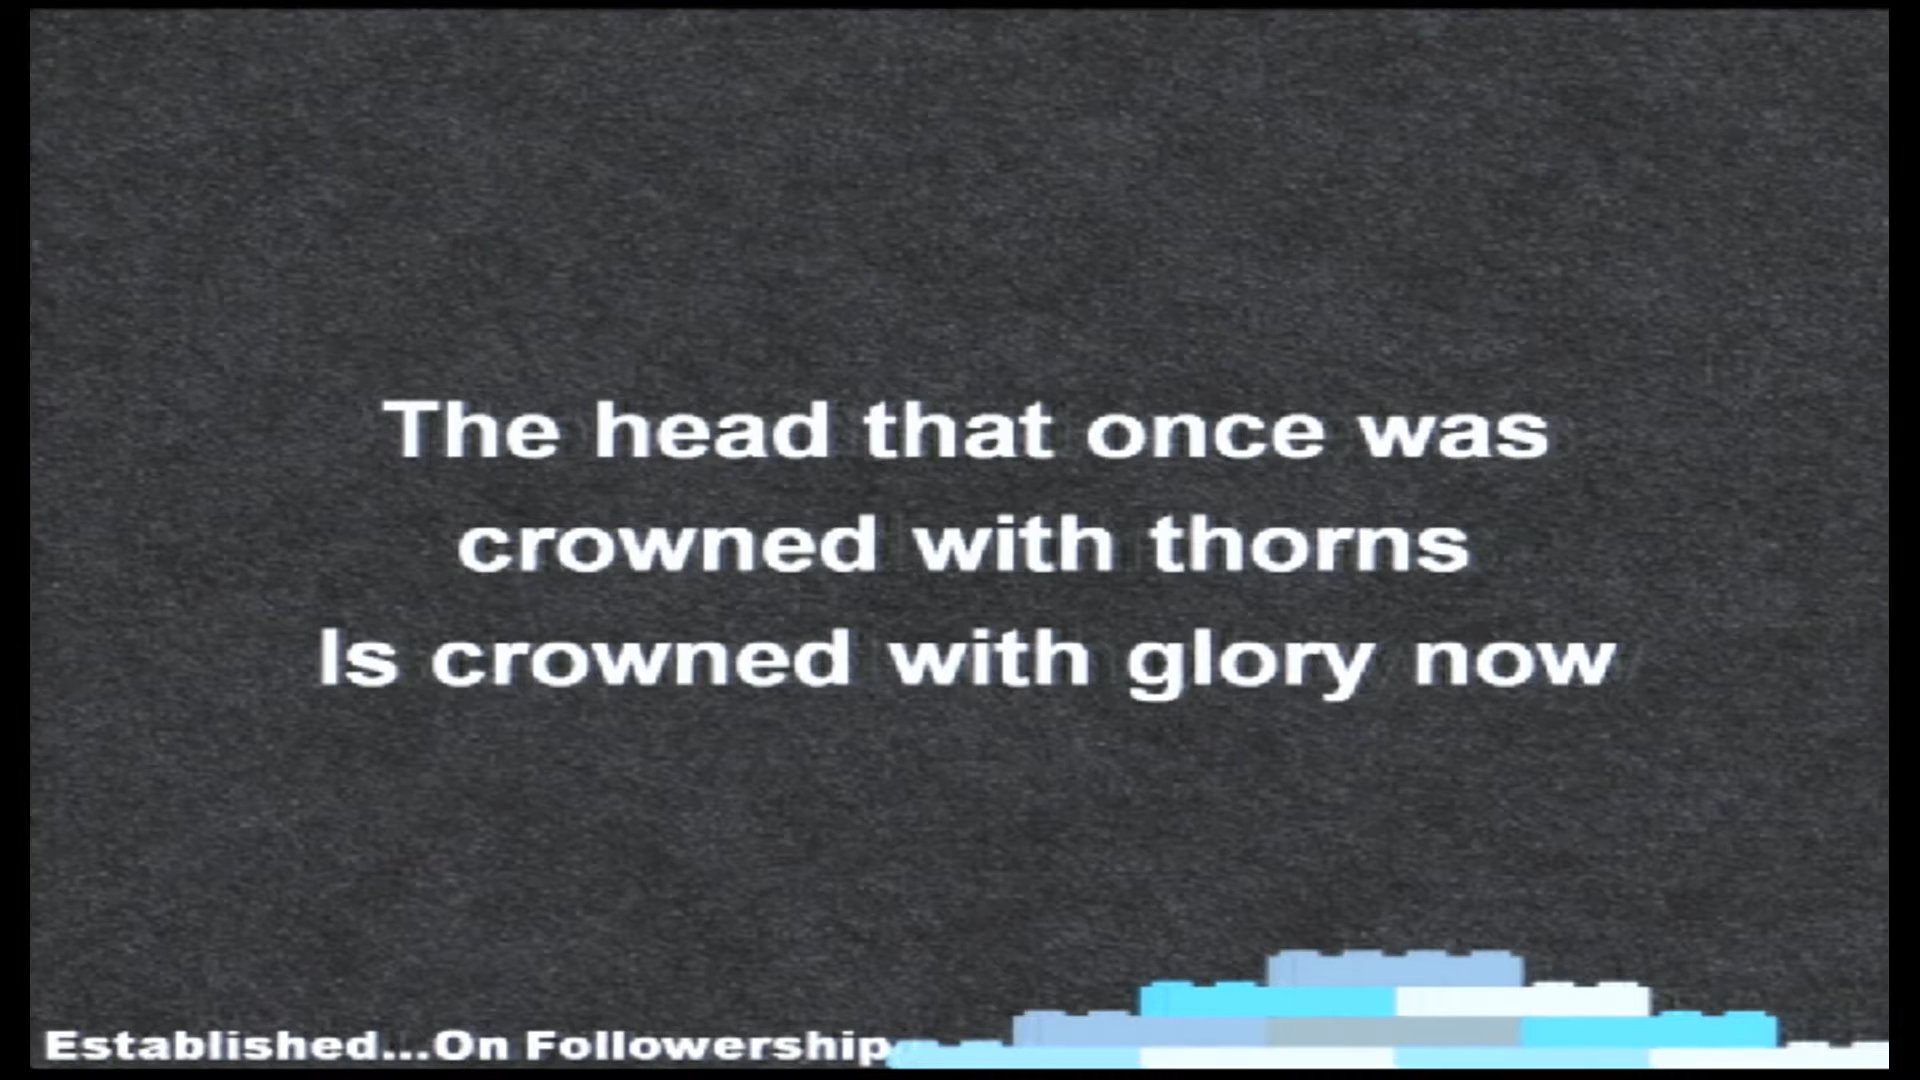 The head that once was
crowned with thorns
Is crowned with glory now
Established...On Followership